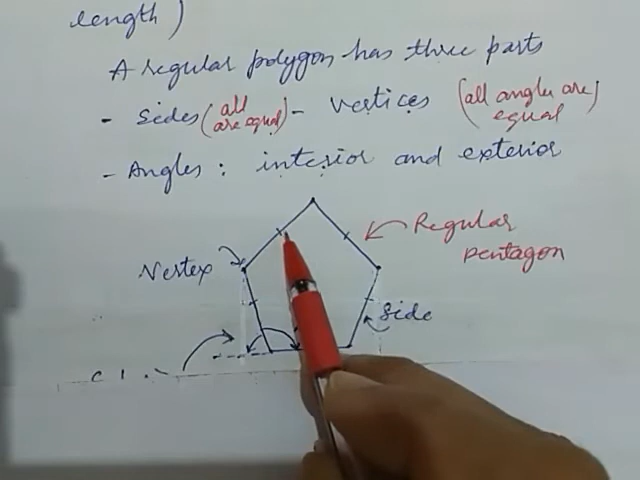 length)
A regular polygon has three parts
- Sides (all are equal) - vertices (all angles are equal)
- Angles : interior and exterior
Regular pentagon
Vertex
Side